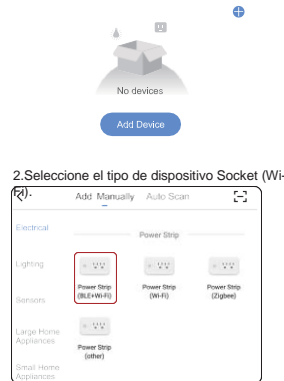 No devices
Add Device
2.Seleccione el tipo de dispositivo Socket (Wi-
Fi).
Add Manually Auto Scan
Electrical
Power Strip
Lighting
Power Strip
(BLE+Wi-Fi)
Power Strip
(Wi-Fi)
Power Strip
(Zigbee)
Sensors
Large Home
Appliances
Power Strip
(other)
Small Home
Appliances